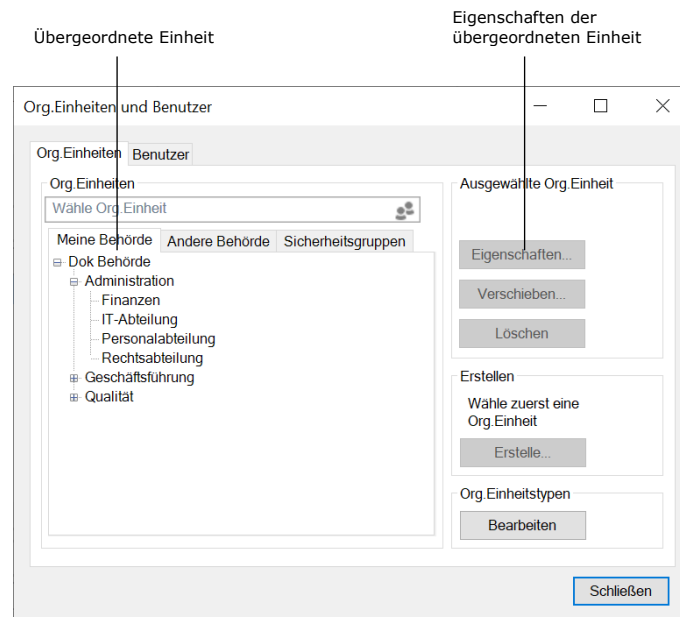 Übergeordnete Einheit
Eigenschaften der
übergeordneten Einheit
Org.Einheiten und Benutzer
Org.Einheiten Benutzer
Org.Einheiten
Wähle Org.Einheit
Meine Behörde Andere Behörde Sicherheitsgruppen
Dok Behörde
Administration
Finanzen
IT-Abteilung
Personalabteilung
Rechtsabteilung
Geschäftsführung
Qualität
Ausgewählte Org.Einheit
Eigenschaften...
Verschieben...
Löschen
Erstellen
Wähle zuerst eine
Org.Einheit
Erstelle...
Org.Einheitstypen
Bearbeiten
Schließen